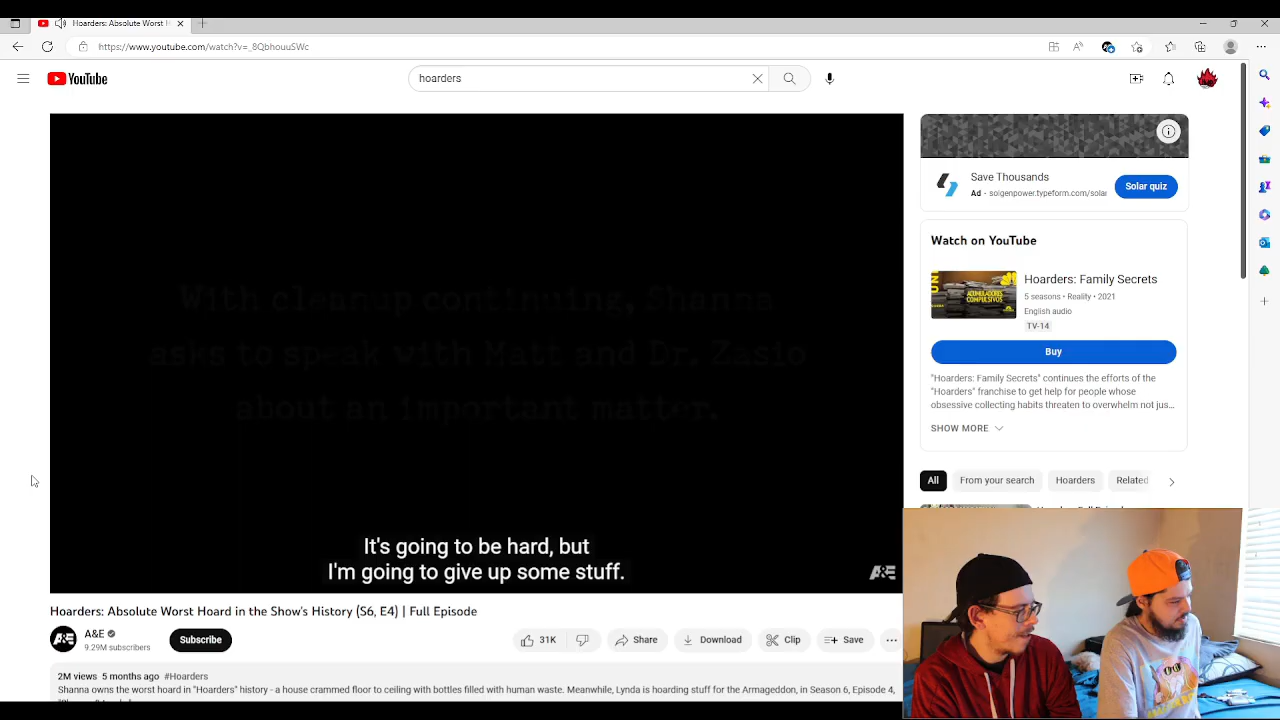 Hoarders: Absolute Worst H
https://www.youtube.com/watch?v=_8QbhouuSWc
YouTube
hoarders
asks to speak with Matt and Dr. Zasio
about an important matter.
It's going to be hard, but
I'm going to give up some stuff.
A&E
Hoarders: Absolute Worst Hoard in the Show's History (S6, E4) | Full Episode
A&E
A&E
9.29M subscribers
Subscribe
31K
Share
Download
Clip
Save
2M views 5 months ago #Hoarders
Shanna owns the worst hoard in "Hoarders" history - a house crammed floor to ceiling with bottles filled with human waste. Meanwhile, Lynda is hoarding stuff for the Armageddon, in Season 6, Episode 4,
Save Thousands
Ad - solgenpower.typeform.com/solar
Solar quiz
Watch on YouTube
ACUMULADORES
COMPULSIVOS
Hoarders: Family Secrets
5 seasons • Reality • 2021
English audio
TV-14
Buy
"Hoarders: Family Secrets" continues the efforts of the
"Hoarders" franchise to get help for people whose
obsessive collecting habits threaten to overwhelm not jus...
SHOW MORE
All
From your search
Hoarders
Related